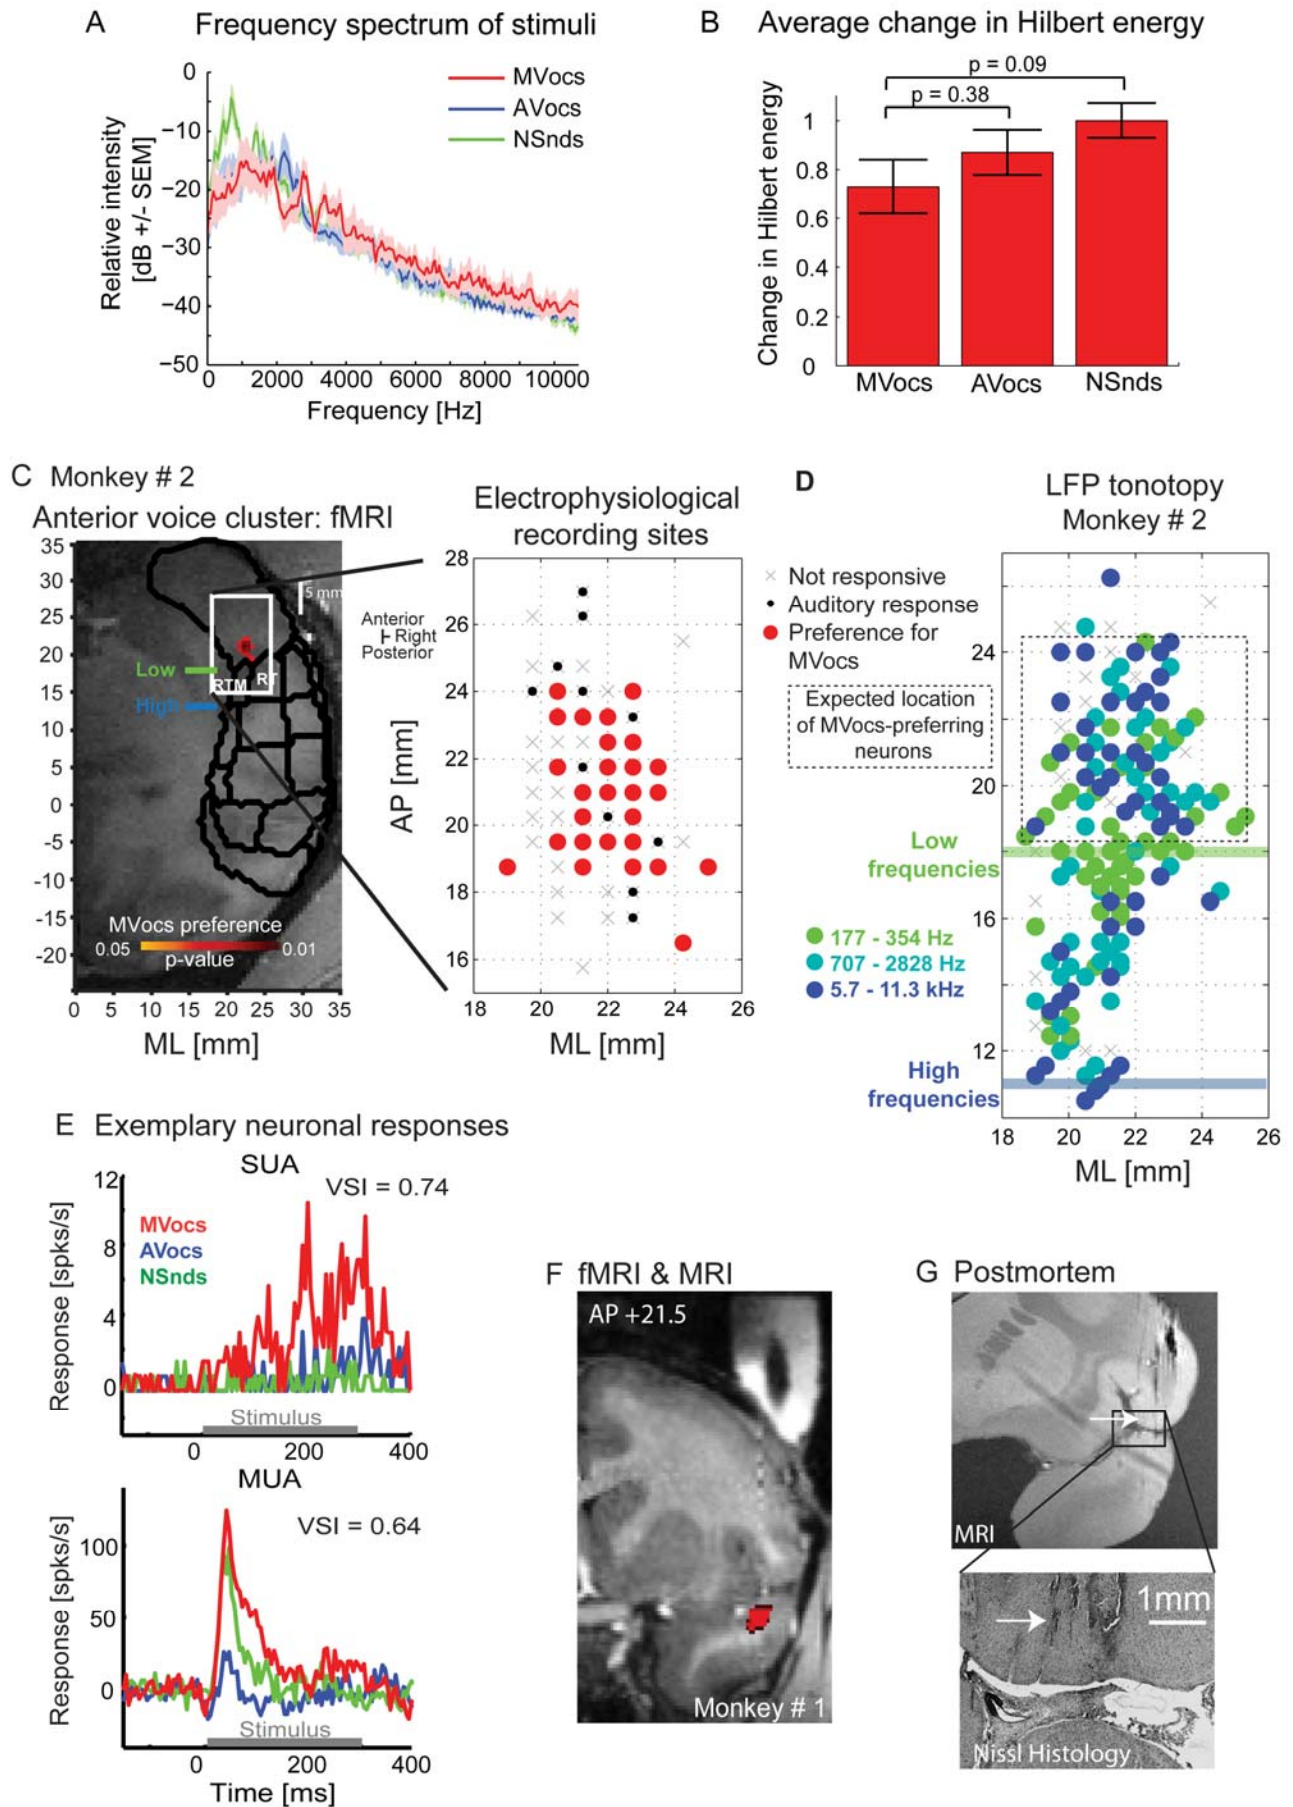 A Frequency spectrum of stimuli
Relative intensity
[dB +/- SEM]
0
−10
−20
−30
−40
−50
MVocs
AVocs
NSnds
0 2000 4000 6000 8000 10000
Frequency [Hz]
B Average change in Hilbert energy
p = 0.09
p = 0.38
Change in Hilbert energy
1
0.8
0.6
0.4
0.2
0
MVocs AVocs NSnds
C Monkey # 2
Anterior voice cluster: fMRI
35
30
25
20
15
10
5
0
-5
-10
-15
-20
5 mm
Low
High
RTM
RT
Anterior
Right
Posterior
MVocs preference
0.05 0.01
p-value
0 5 10 15 20 25 30 35
ML [mm]
Electrophysiological
recording sites
AP [mm]
28
26
24
22
20
18
16
18 20 22 24 26
ML [mm]
Not responsive
Auditory response
Preference for
MVocs
Expected location
of MVocs-preferring
neurons
D LFP tonotopy
Monkey # 2
24
20
16
12
Low
frequencies
177 - 354 Hz
707 - 2828 Hz
5.7 - 11.3 kHz
High
frequencies
18 20 22 24 26
ML [mm]
E Exemplary neuronal responses
SUA
VSI = 0.74
Response [spks/s]
12
8
4
0
MVocs
AVocs
NSnds
Stimulus
0 200 400
MUA
VSI = 0.64
Response [spks/s]
100
50
0
Stimulus
0 200 400
Time [ms]
F fMRI & MRI
AP +21.5
Monkey # 1
G Postmortem
MRI
1mm
Nissl Histology